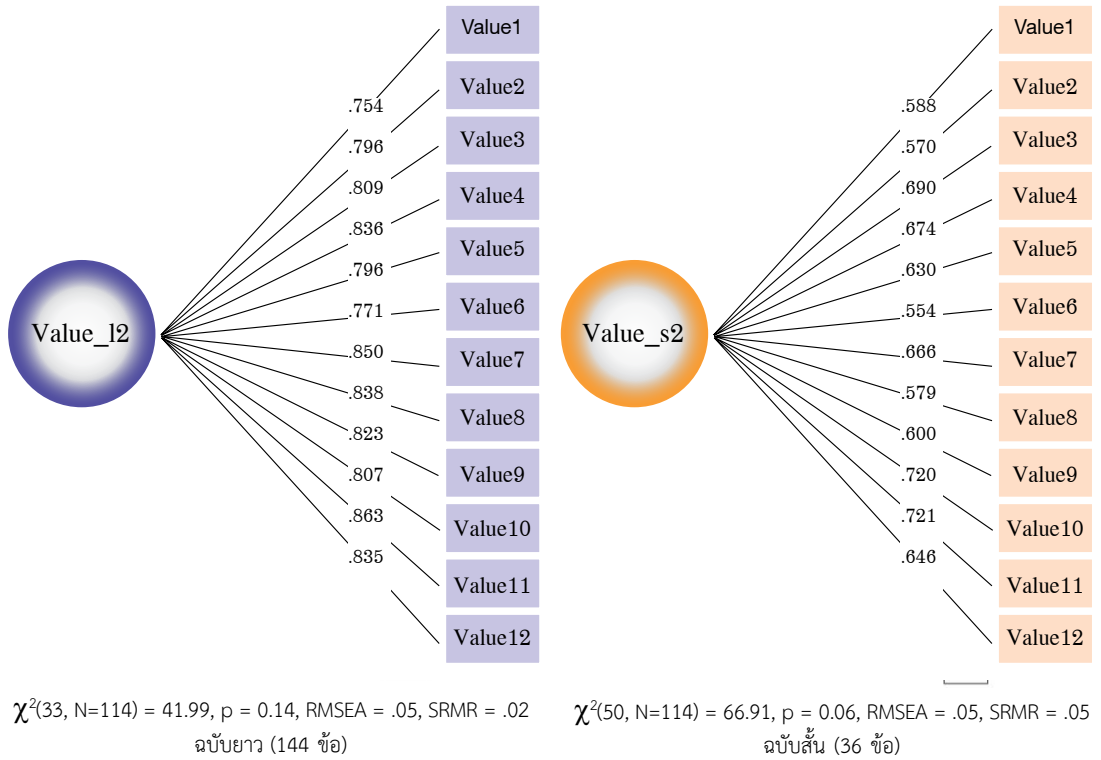 Value_l2
.754
.796
.809
.836
.796
.771
.850
.838
.823
.807
.863
.835
Value1
Value2
Value3
Value4
Value5
Value6
Value7
Value8
Value9
Value10
Value11
Value12
χ²(33, N=114) = 41.99, p = 0.14, RMSEA = .05, SRMR = .02
ฉบับยาว (144 ข้อ)
Value_s2
.588
.570
.690
.674
.630
.554
.666
.579
.600
.720
.721
.646
Value1
Value2
Value3
Value4
Value5
Value6
Value7
Value8
Value9
Value10
Value11
Value12
χ²(50, N=114) = 66.91, p = 0.06, RMSEA = .05, SRMR = .05
ฉบับสั้น (36 ข้อ)